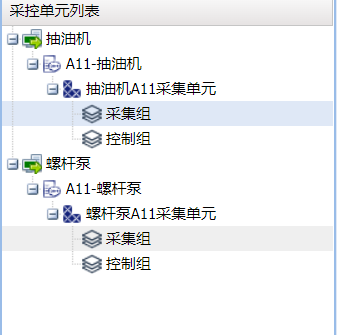 采控单元列表
抽油机
A11-抽油机
抽油机A11采集单元
采集组
控制组
螺杆泵
A11-螺杆泵
螺杆泵A11采集单元
采集组
控制组